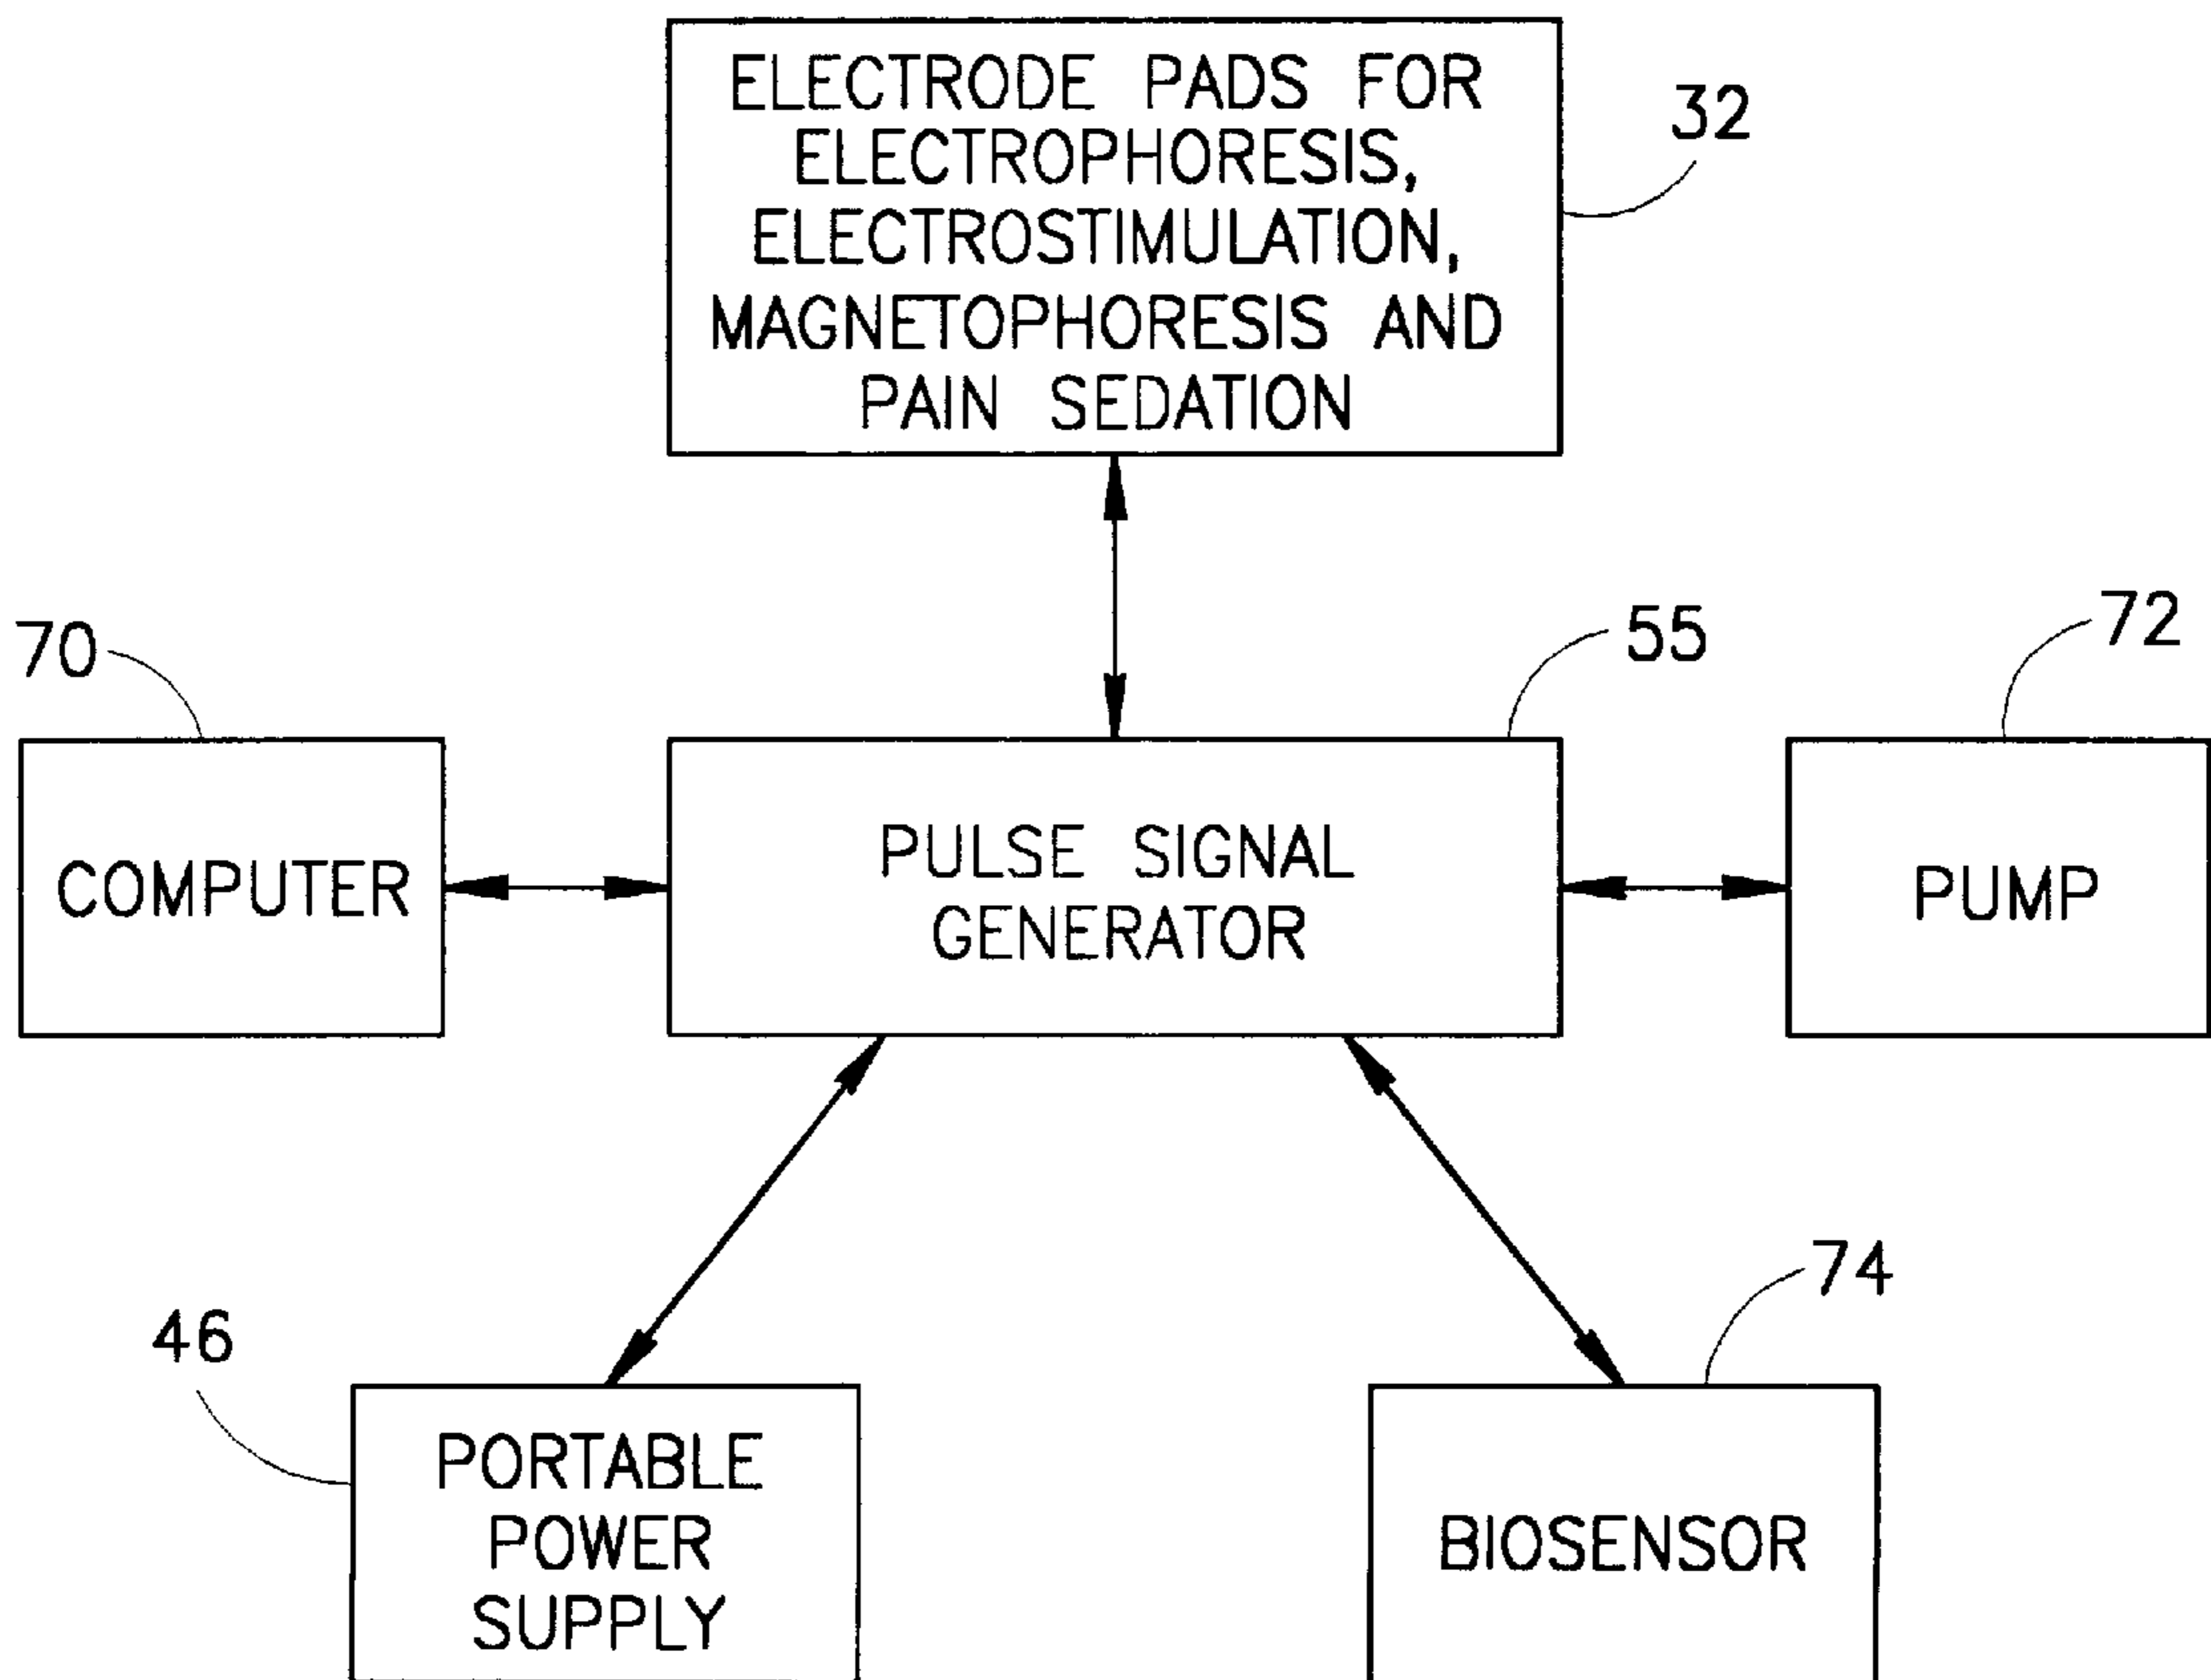 ELECTRODE PADS FOR
ELECTROPHORESIS,
ELECTROSTIMULATION,
MAGNETOPHORESIS AND
PAIN SEDATION
32
70
55
72
COMPUTER
PULSE SIGNAL
GENERATOR
PUMP
46
74
PORTABLE
POWER
SUPPLY
BIOSENSOR